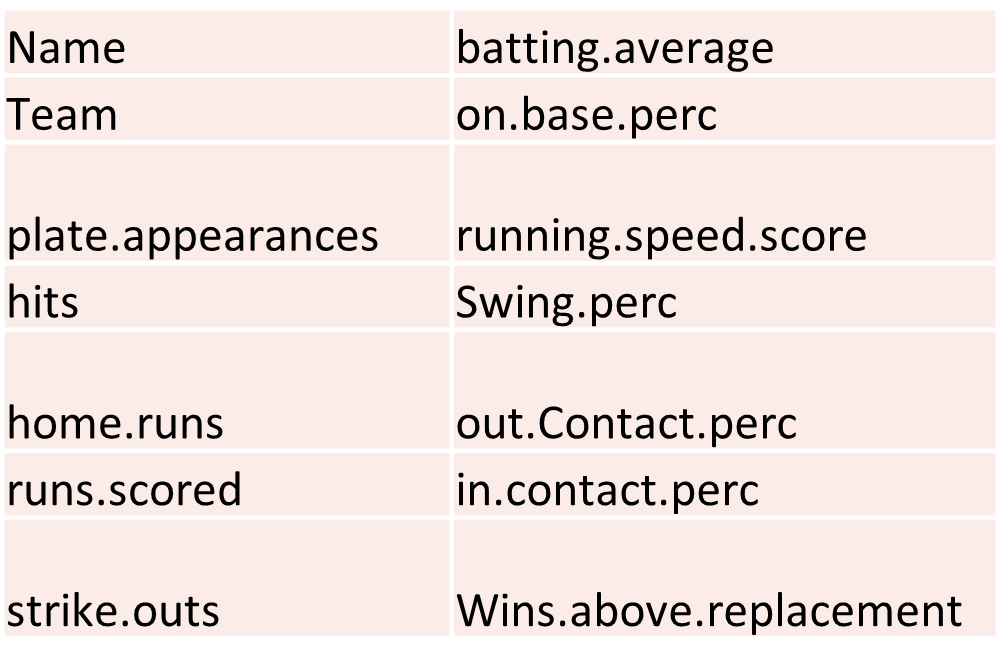 Name batting.average
Team on.base.perc
plate.appearances running.speed.score
hits Swing.perc
home.runs out.Contact.perc
runs.scored in.contact.perc
strike.outs Wins.above.replacement